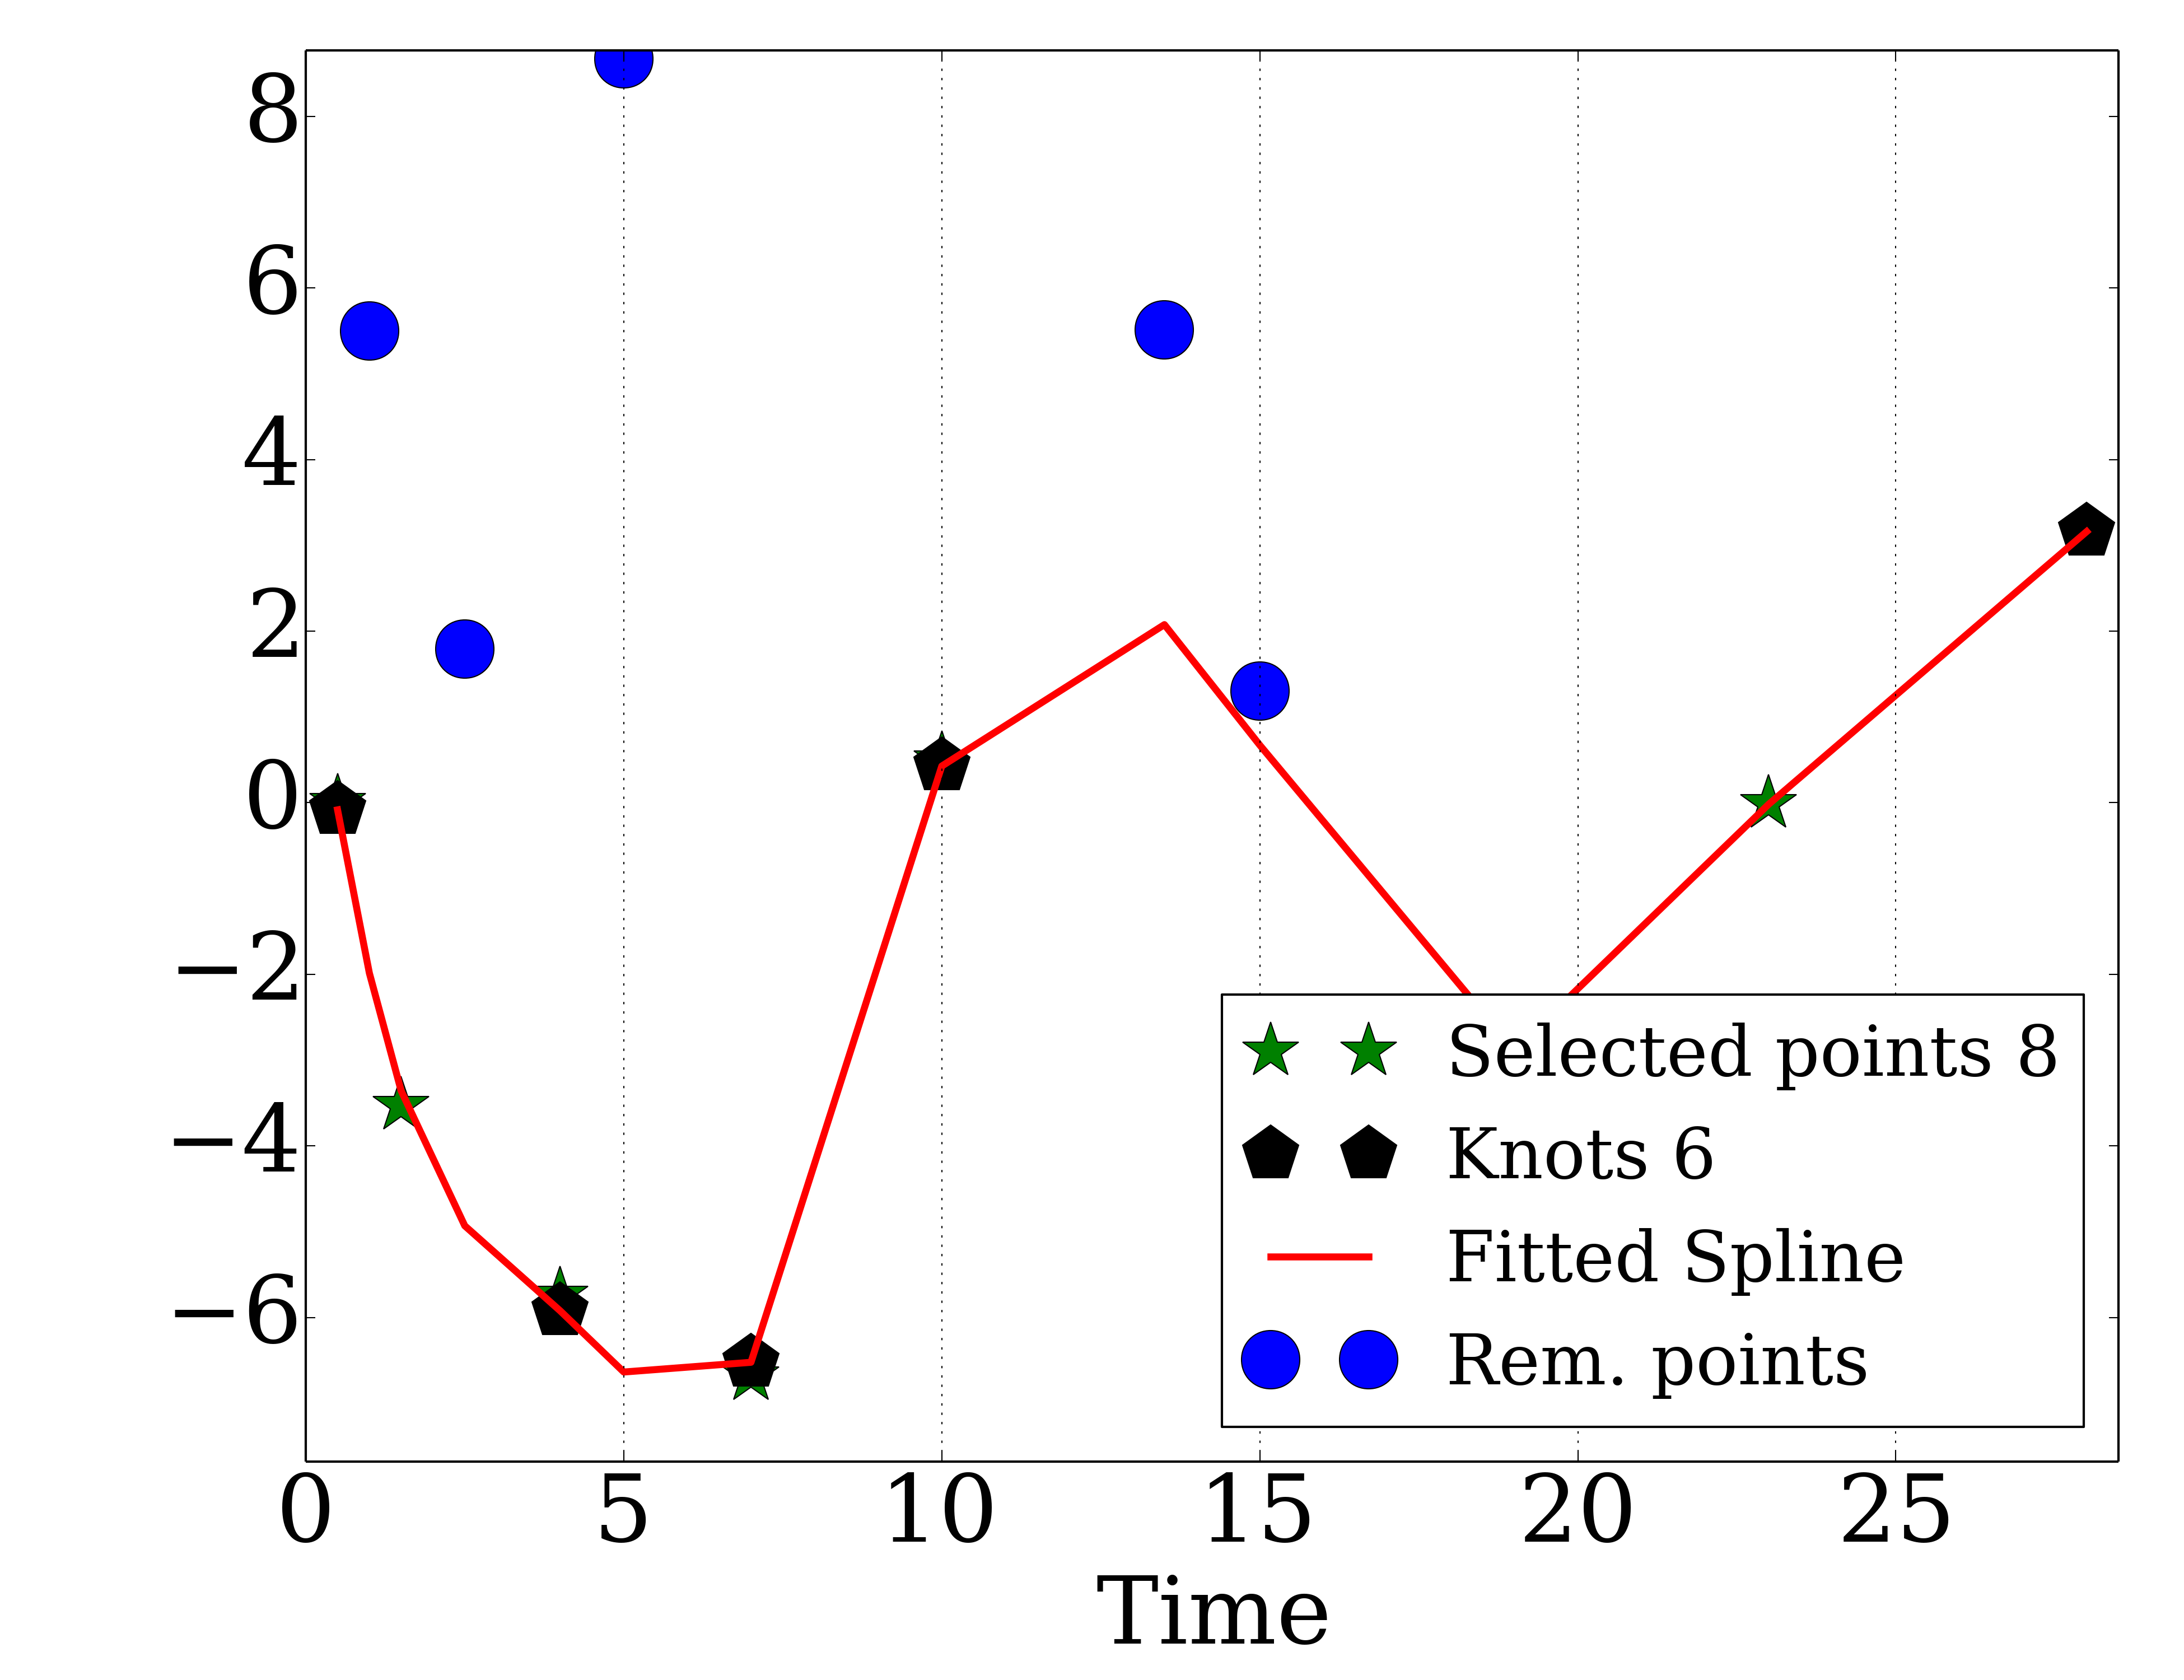 8
6
4
2
0
−2
−4
−6
Selected points 8
Knots 6
Fitted Spline
Rem. points
0 5 10 15 20 25
Time